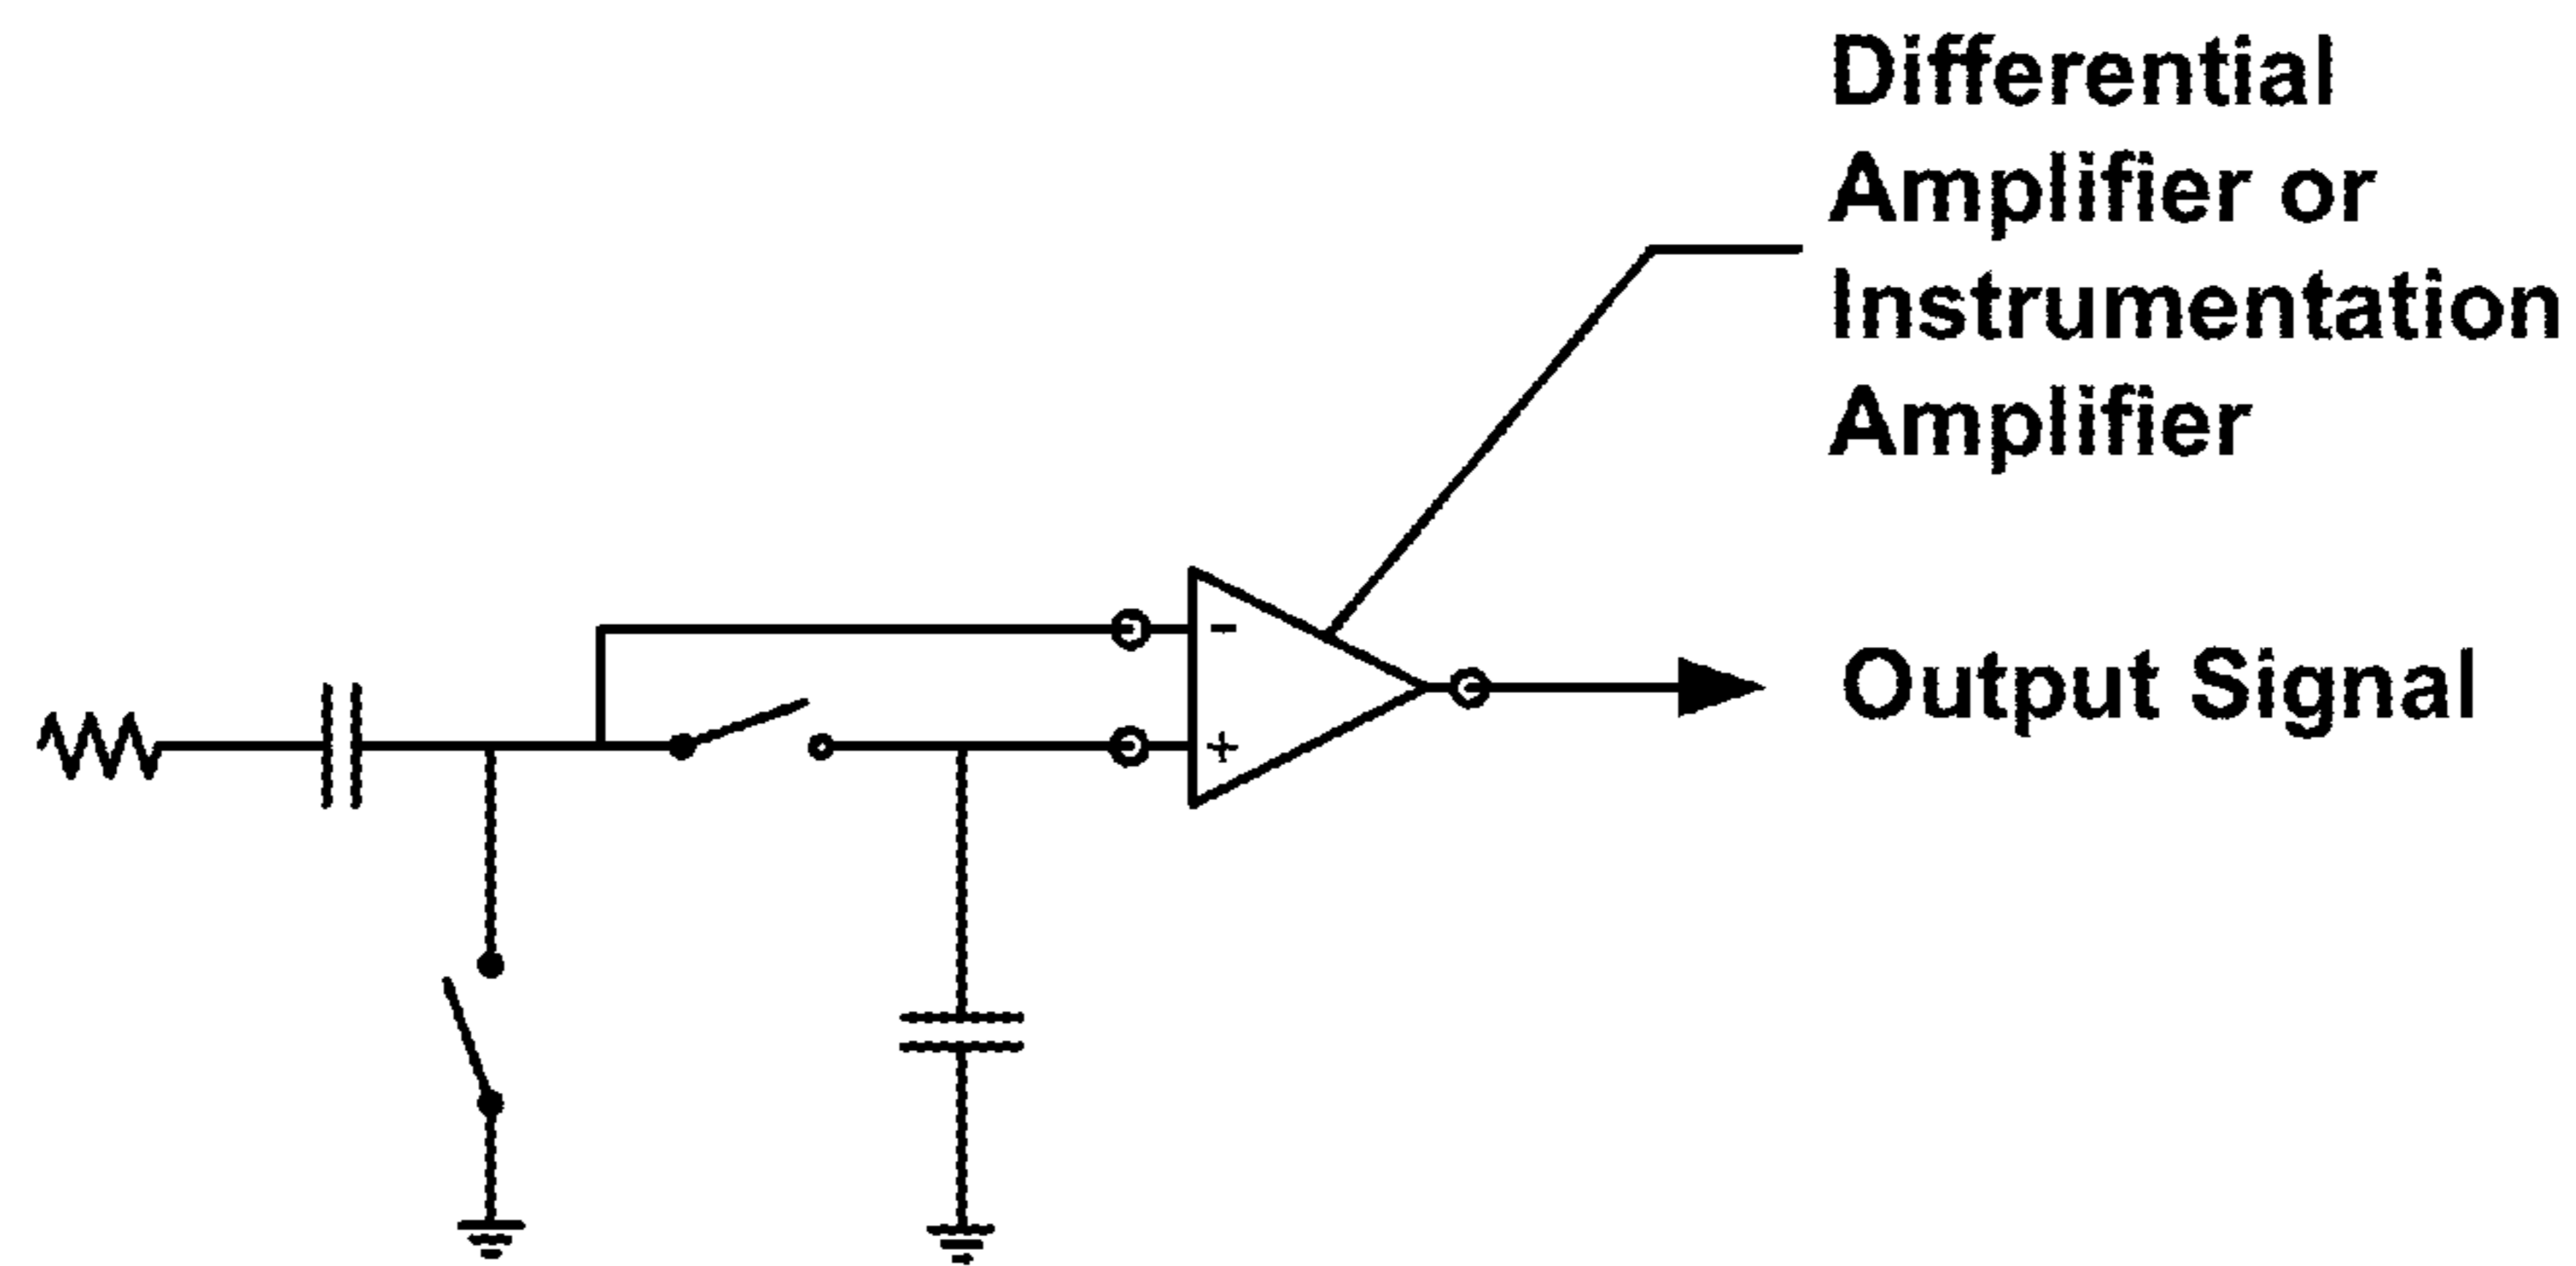 Differential
Amplifier or
Instrumentation
Amplifier
-
+
Output Signal